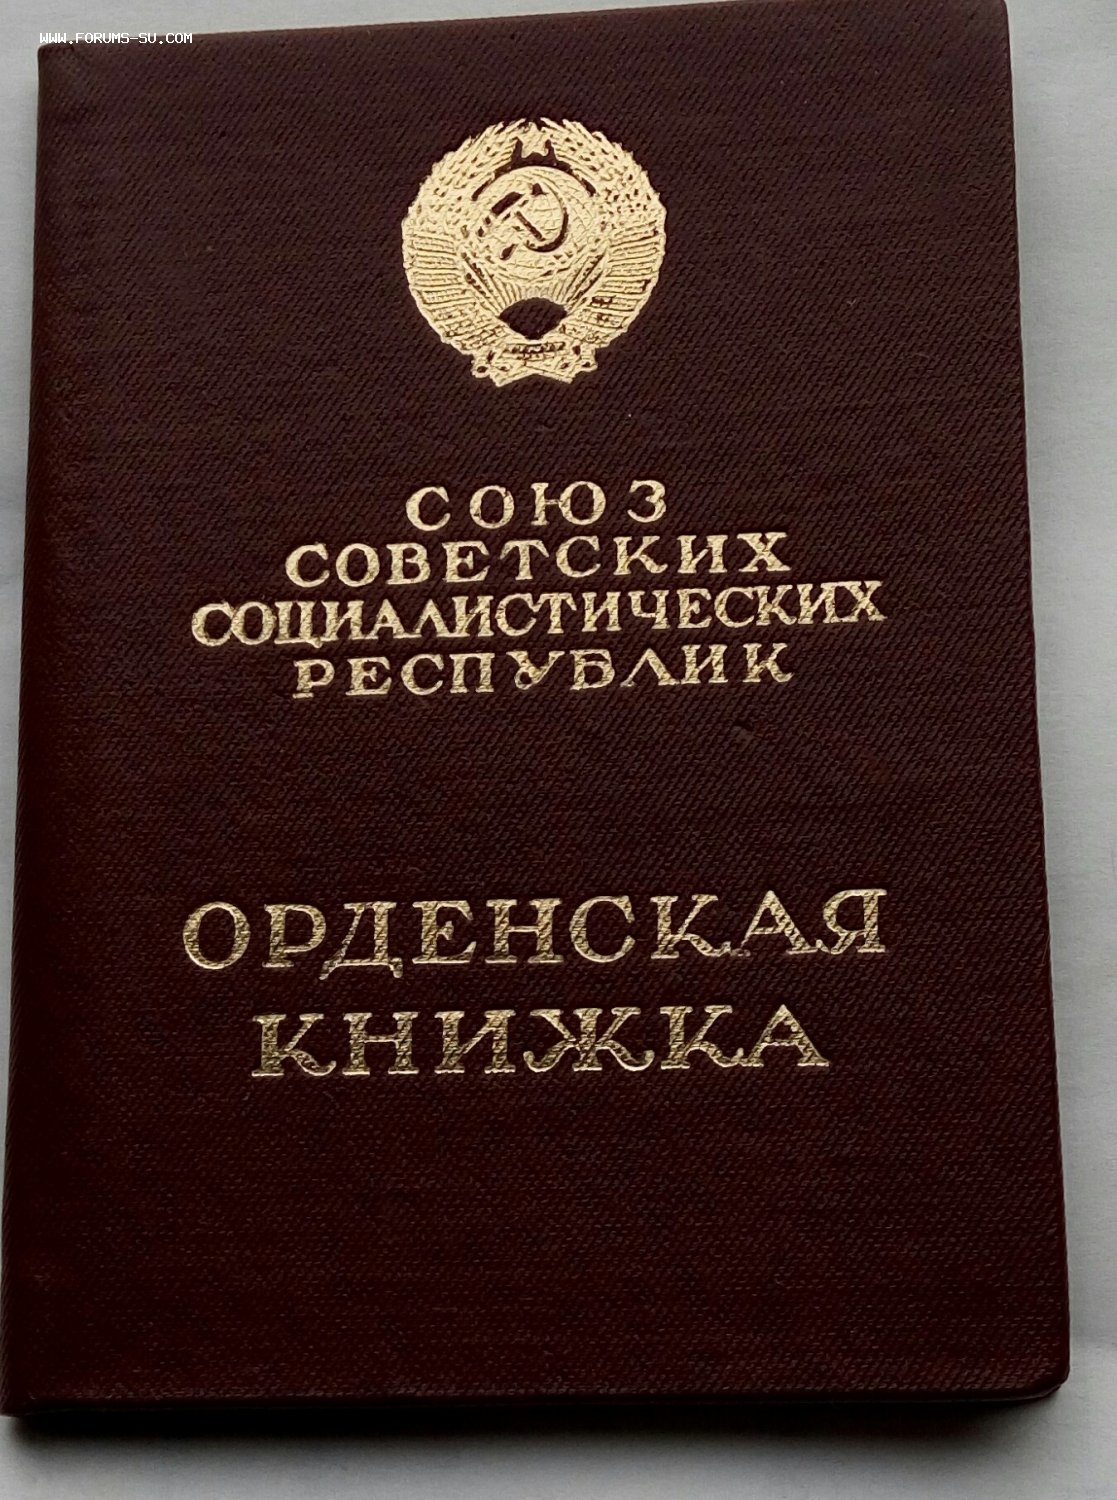 WWW.FORUMS-SU.COM
СОЮЗ
СОВЕТСКИХ
СОЦИАЛИСТИЧЕСКИХ
РЕСПУБЛИК
ОРДЕНСКАЯ
КНИЖКА